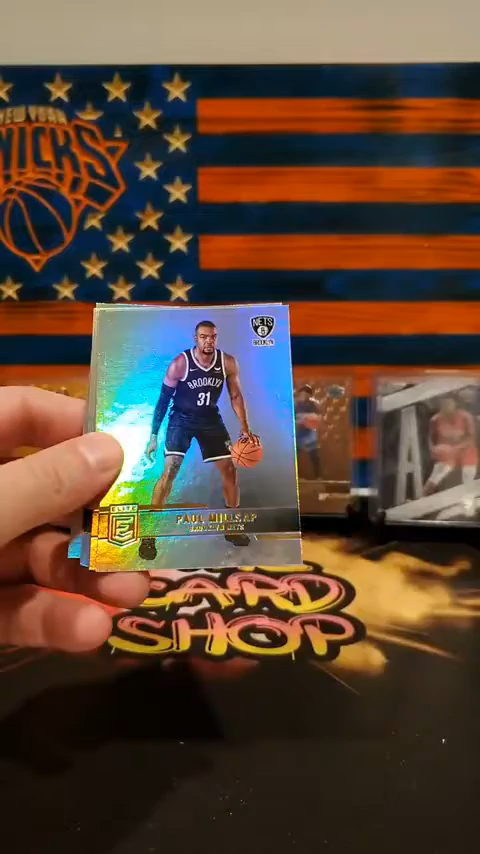 NEW YORK
KNICKS
NETS
BROOKLYN
BROOKLYN
31
ELITE
E
PAUL MILLSAP
BROOKLYN NETS
A
CARD
SHOP